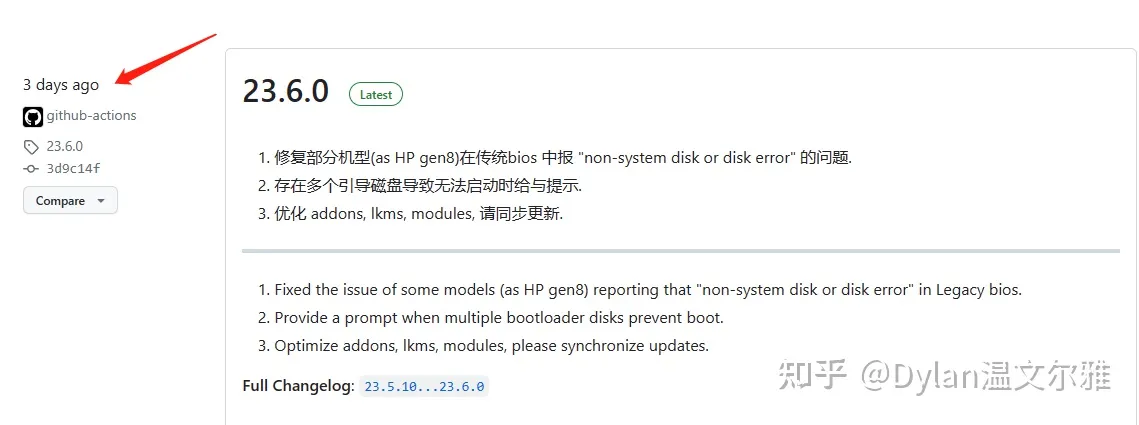 3 days ago
github-actions
23.6.0
3d9c14f
Compare
23.6.0 Latest
1. 修复部分机型(as HP gen8)在传统bios 中报 "non-system disk or disk error" 的问题.
2. 存在多个引导磁盘导致无法启动时给与提示.
3. 优化 addons, lkms, modules, 请同步更新.
1. Fixed the issue of some models (as HP gen8) reporting that "non-system disk or disk error" in Legacy bios.
2. Provide a prompt when multiple bootloader disks prevent boot.
3. Optimize addons, lkms, modules, please synchronize updates.
Full Changelog: 23.5.10...23.6.0
知乎 @Dylan温文尔雅